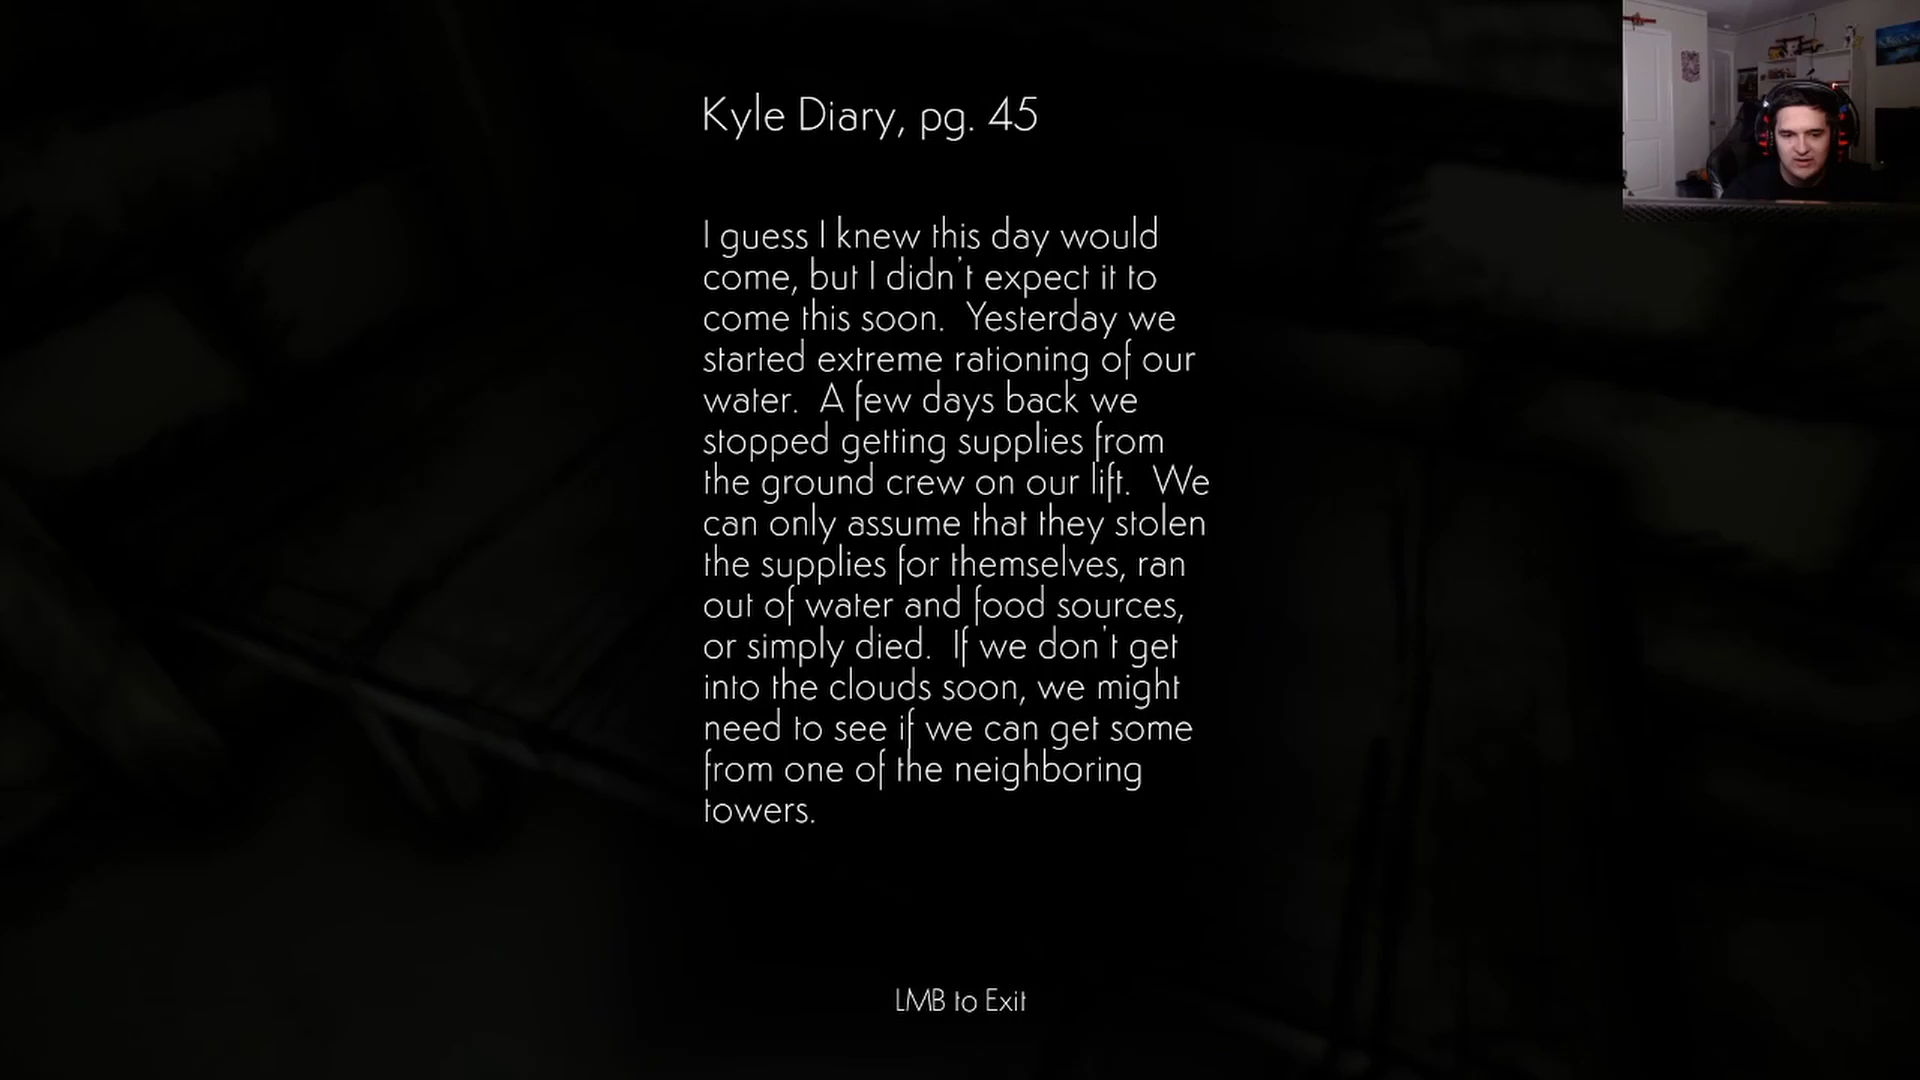 Kyle Diary, pg. 45
I guess I knew this day would
come, but I didn't expect it to
come this soon.  Yesterday we
started extreme rationing of our
water.  A few days back we
stopped getting supplies from
the ground crew on our lift.  We
can only assume that they stolen
the supplies for themselves, ran
out of water and food sources,
or simply died.  If we don't get
into the clouds soon, we might
need to see if we can get some
from one of the neighboring
towers.
LMB to Exit